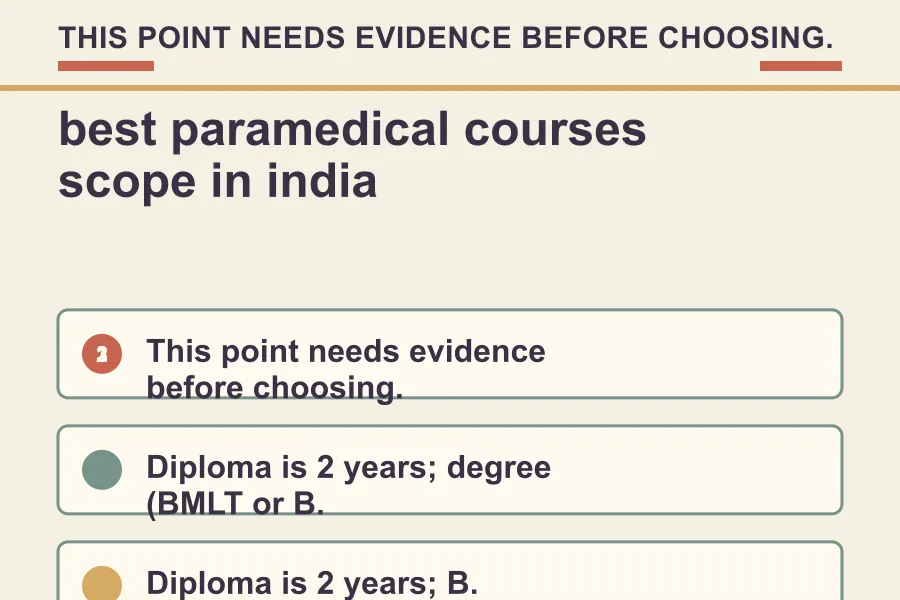 THIS POINT NEEDS EVIDENCE BEFORE CHOOSING.
best paramedical courses
scope in india
This point needs evidence
before choosing.
Diploma is 2 years; degree
(BMLT or B.
Diploma is 2 years; B.